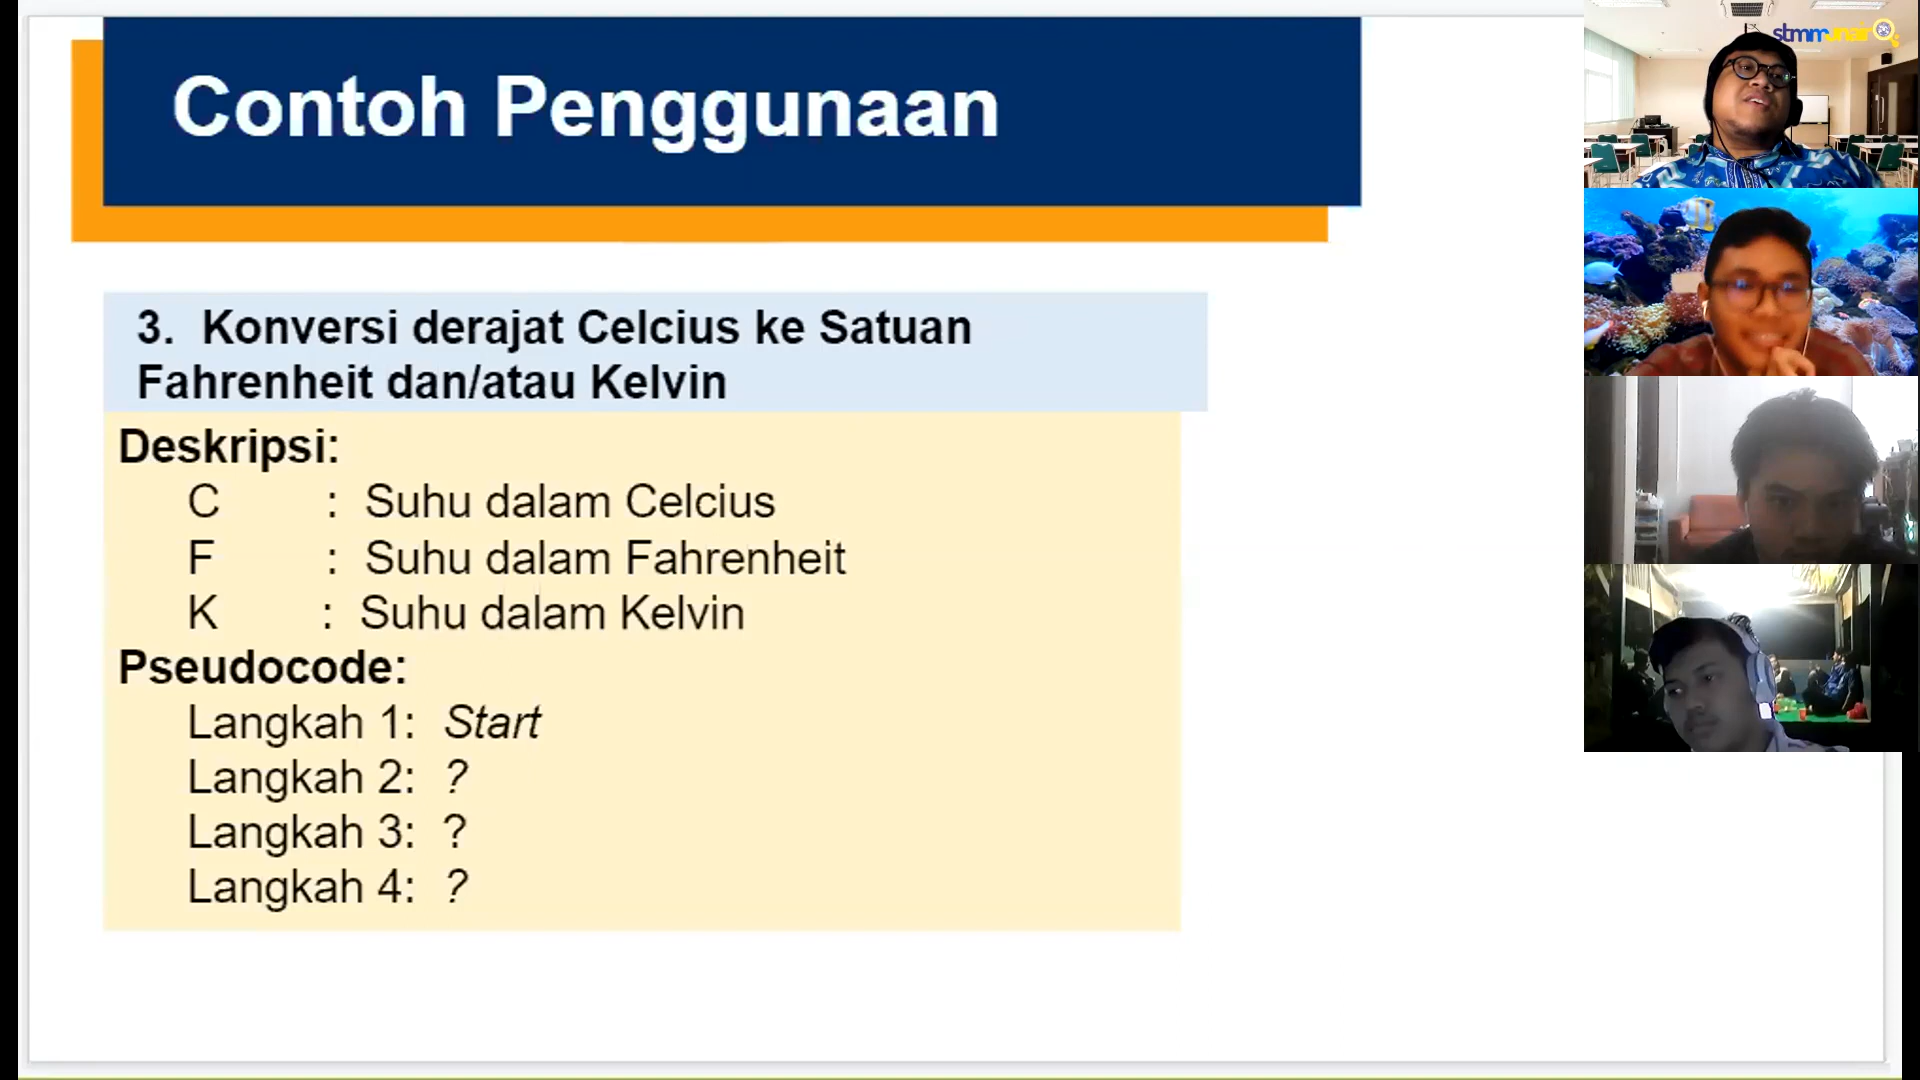 Contoh Penggunaan
3. Konversi derajat Celcius ke Satuan
Fahrenheit dan/atau Kelvin
Deskripsi:
C : Suhu dalam Celcius
F : Suhu dalam Fahrenheit
K : Suhu dalam Kelvin
Pseudocode:
Langkah 1: Start
Langkah 2: ?
Langkah 3: ?
Langkah 4: ?
stmmunair